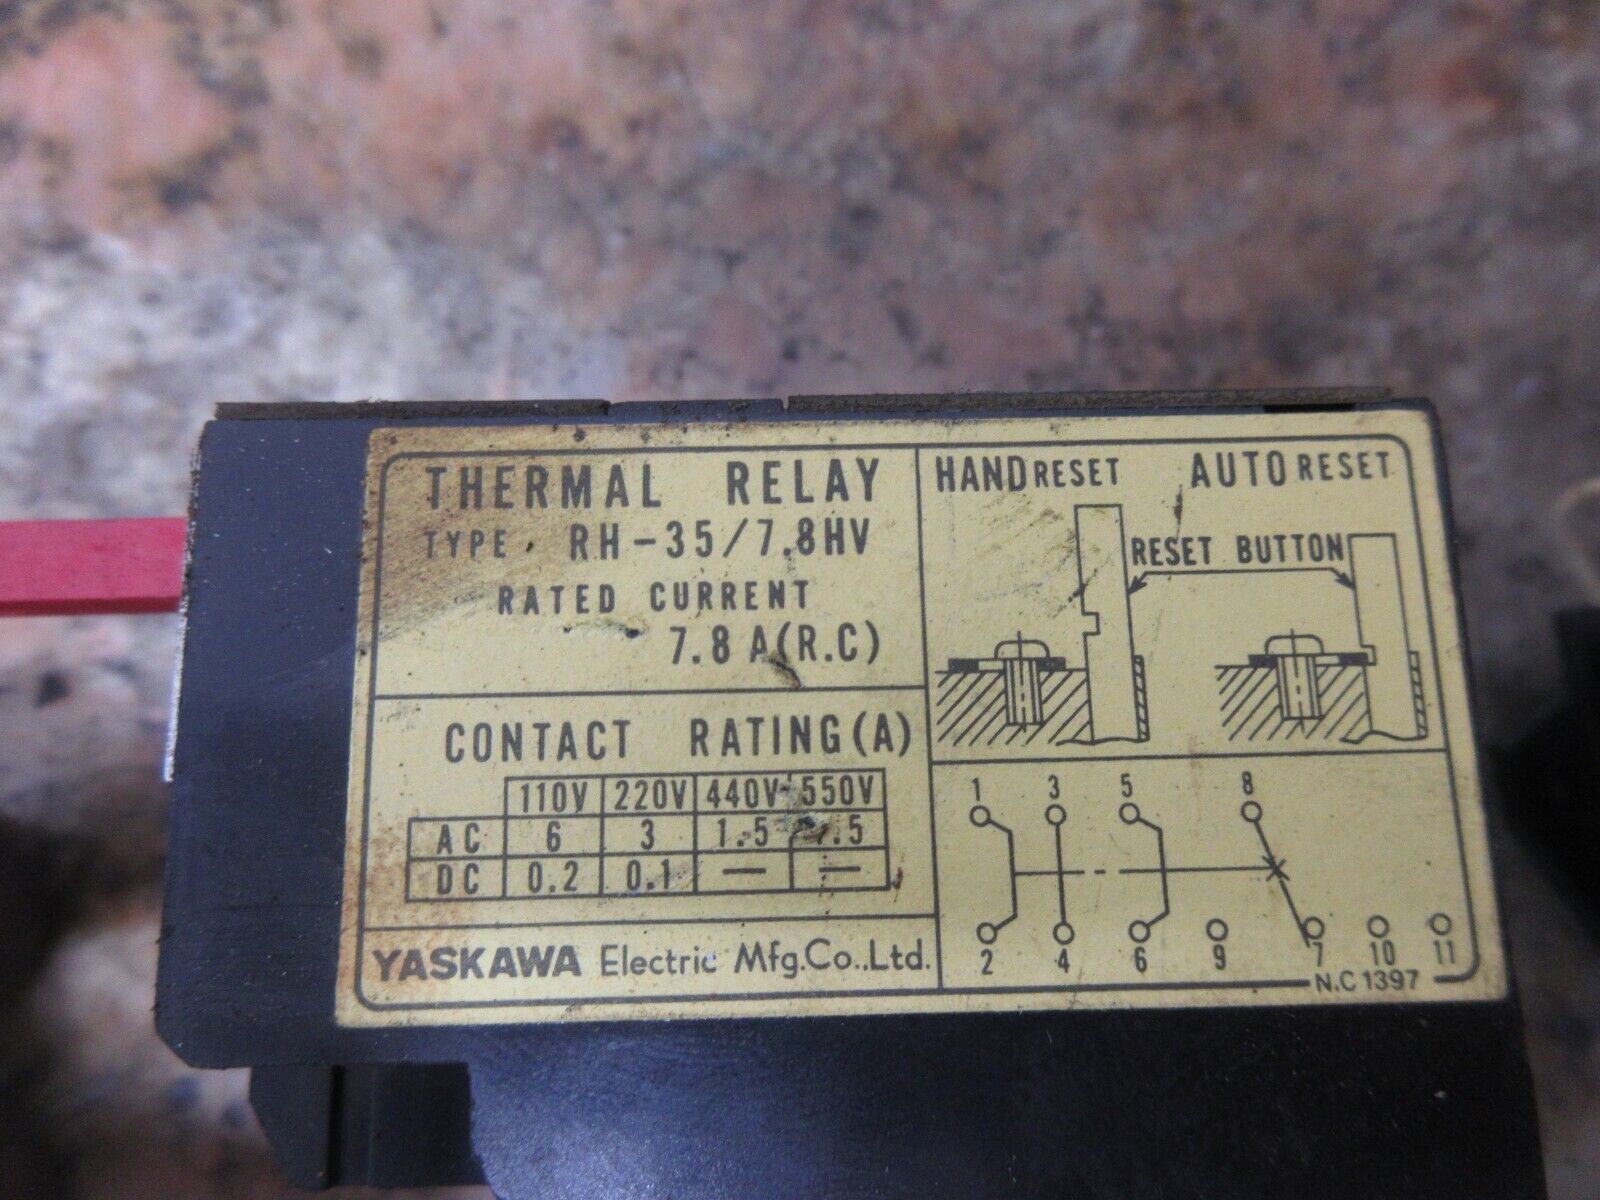 THERMAL RELAY
TYPE. RH-35/7.8HV
RATED CURRENT
7.8 A(R.C)
CONTACT RATING(A)
110V 220V 440V 550V
AC 6 3 1.5
DC 0.2 0.1 — —
YASKAWA Electric Mfg.Co.,Ltd.
HAND RESET AUTO RESET
RESET BUTTON
1 3 5 8
2 4 6 9 7 10 11
N.C 1397